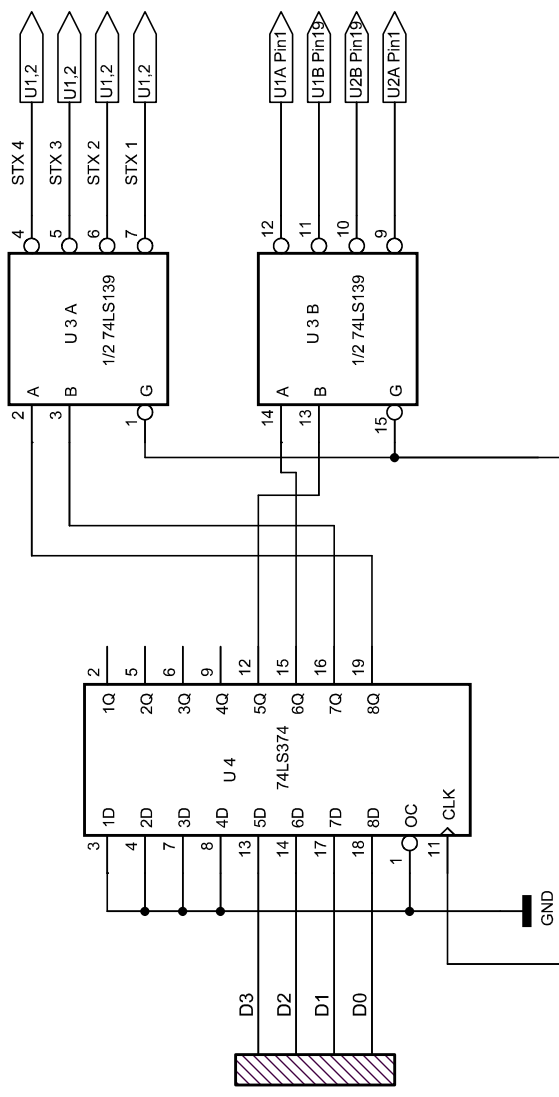 U1,2
U1,2
U1,2
U1,2
U1A Pin1
U1B Pin19
U2B Pin19
U2A Pin1
STX 4
STX 3
STX 2
STX 1
4
5
6
7
12
11
10
9
U 3 A
1/2 74LS139
U 3 B
1/2 74LS139
A
B
G
A
B
G
2
3
1
14
13
15
2
5
6
9
12
15
16
19
1Q
2Q
3Q
4Q
5Q
6Q
7Q
8Q
U 4
74LS374
1D
2D
3D
4D
5D
6D
7D
8D
OC
CLK
3
4
7
8
13
14
17
18
1
11
D3
D2
D1
D0
GND